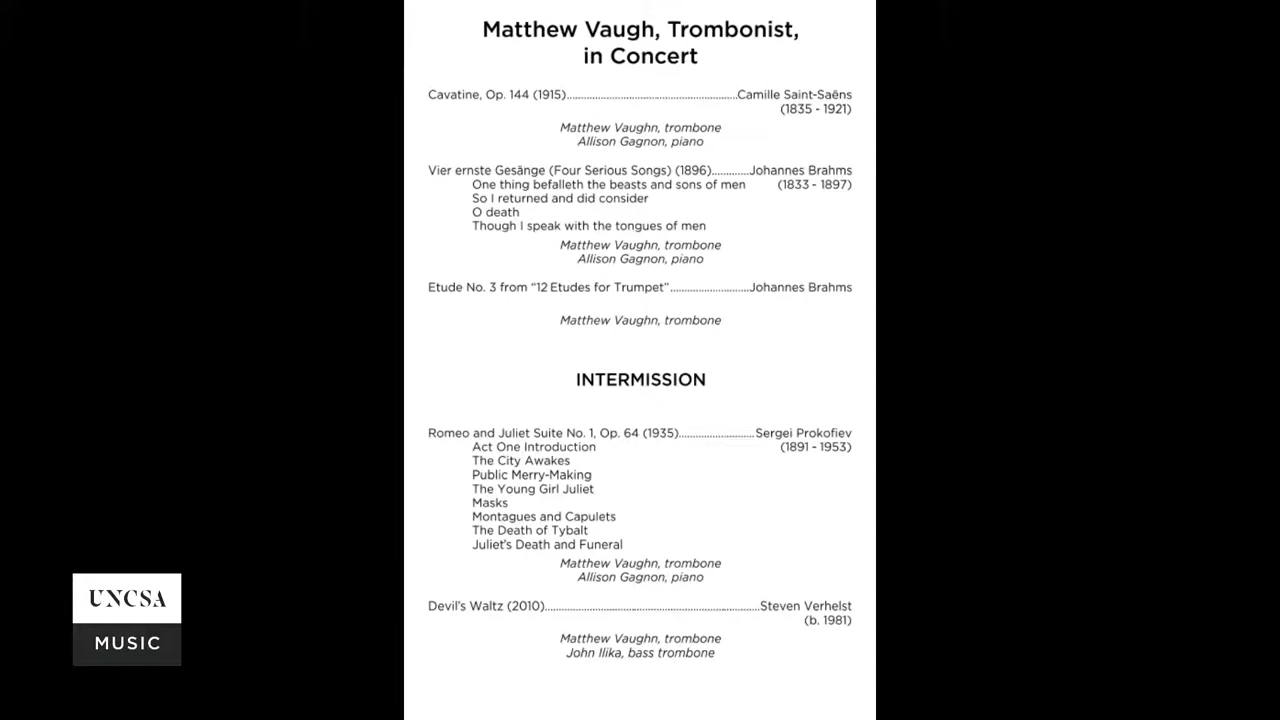 Matthew Vaugh, Trombonist,
in Concert
Cavatine, Op. 144 (1915)............................................................Camille Saint-Saëns
(1835 - 1921)
Matthew Vaughn, trombone
Allison Gagnon, piano
Vier ernste Gesänge (Four Serious Songs) (1896).............Johannes Brahms
One thing befalleth the beasts and sons of men (1833 - 1897)
So I returned and did consider
O death
Though I speak with the tongues of men
Matthew Vaughn, trombone
Allison Gagnon, piano
Etude No. 3 from “12 Etudes for Trumpet”............................Johannes Brahms
Matthew Vaughn, trombone
INTERMISSION
Romeo and Juliet Suite No. 1, Op. 64 (1935)..........................Sergei Prokofiev
Act One Introduction (1891 - 1953)
The City Awakes
Public Merry-Making
The Young Girl Juliet
Masks
Montagues and Capulets
The Death of Tybalt
Juliet’s Death and Funeral
Matthew Vaughn, trombone
Allison Gagnon, piano
Devil’s Waltz (2010)............................................................................Steven Verhelst
(b. 1981)
Matthew Vaughn, trombone
John Ilika, bass trombone
UNCSA
MUSIC